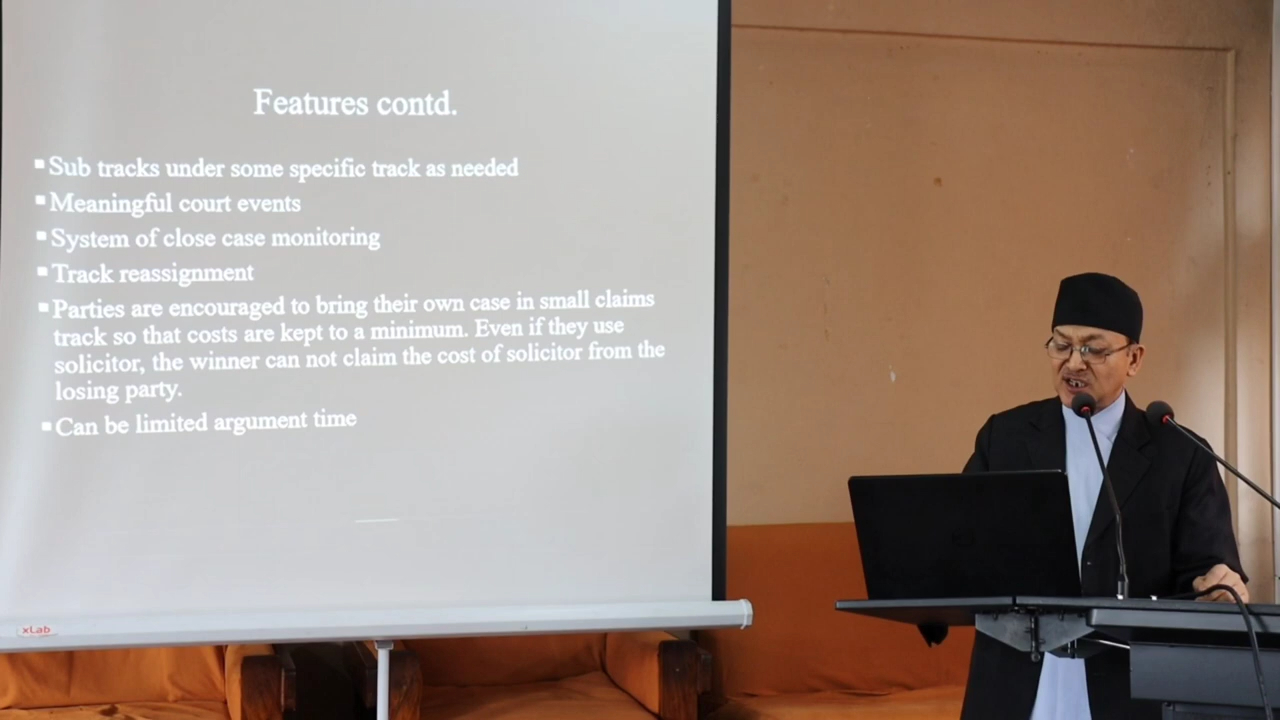 Features contd.
▪Sub tracks under some specific track as needed
▪Meaningful court events
▪System of close case monitoring
▪Track reassignment
▪Parties are encouraged to bring their own case in small claims
track so that costs are kept to a minimum. Even if they use
solicitor, the winner can not claim the cost of solicitor from the
losing party.
▪Can be limited argument time
xLab